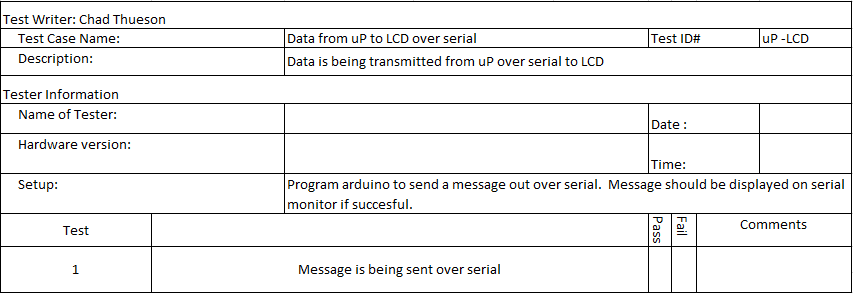 Test Writer: Chad Thueson
Test Case Name: Data from uP to LCD over serial Test ID# uP -LCD
Description: Data is being transmitted from uP over serial to LCD
Tester Information
Name of Tester: Date :
Hardware version: Time:
Setup: Program arduino to send a message out over serial.  Message should be displayed on serial
monitor if succesful.
Test Pass Fail Comments
1 Message is being sent over serial